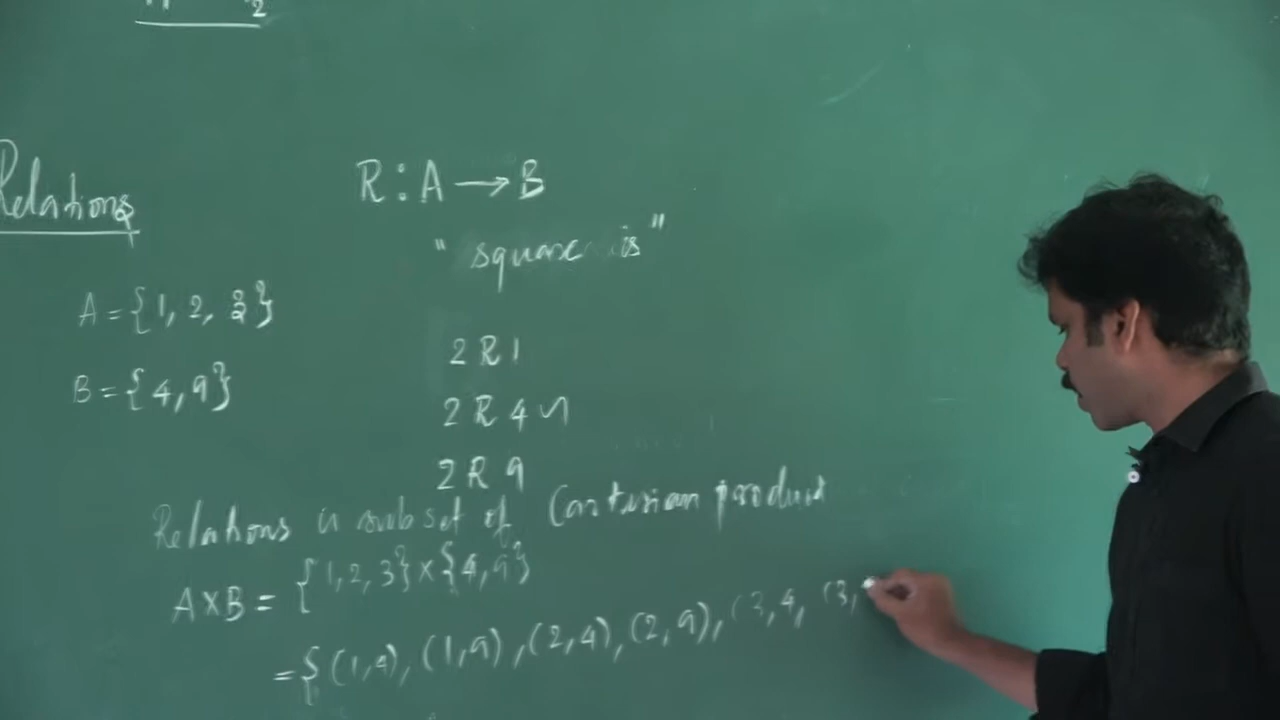 2
Relations
R : A → B
" square is "
A = {1, 2, 3}
B = {4, 9}
2 R 1
2 R 4
2 R 9
Relations is subset of Cartesian product
A×B = {1, 2, 3} × {4, 9}
= { (1,4), (1,9), (2,4), (2,9), (3,4, (3,